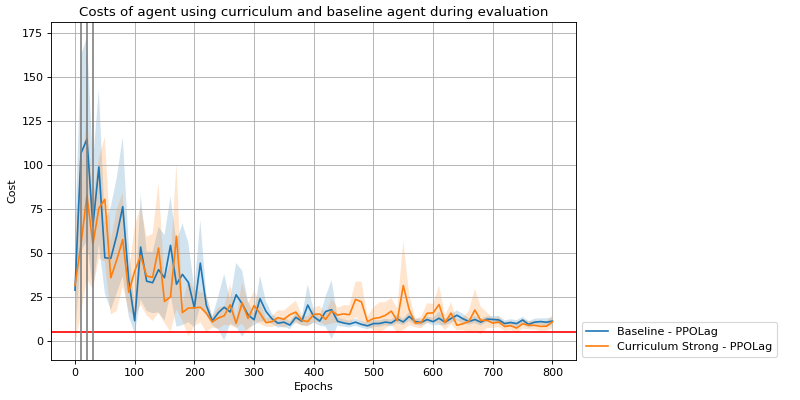 Costs of agent using curriculum and baseline agent during evaluation
175
150
125
100
75
50
25
0
Cost
0 100 200 300 400 500 600 700 800
Epochs
Baseline - PPOLag
Curriculum Strong - PPOLag